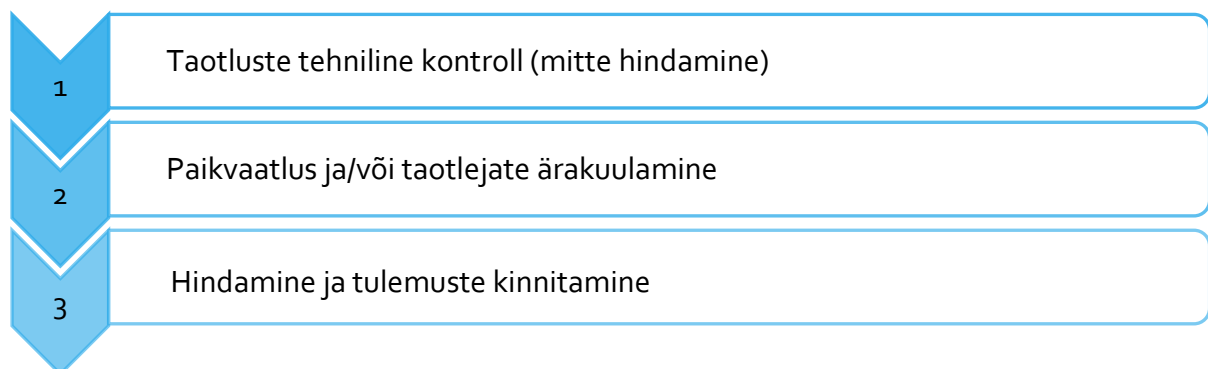 1
Taotluste tehniline kontroll (mitte hindamine)
2
Paikvaatlus ja/või taotlejate ärakuulamine
3
Hindamine ja tulemuste kinnitamine